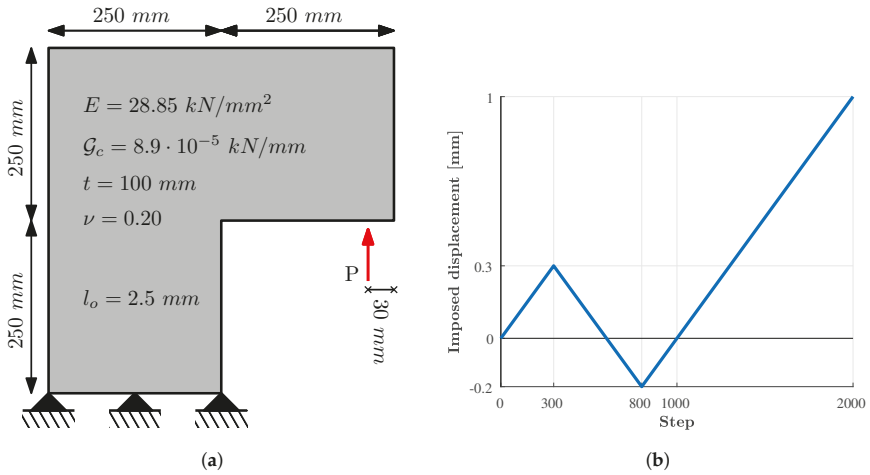 250 mm
250 mm
250 mm
250 mm
E = 28.85 kN/mm²
𝒢c = 8.9 · 10⁻⁵ kN/mm
t = 100 mm
ν = 0.20
lo = 2.5 mm
P
30 mm
(a)
Imposed displacement [mm]
1
0.3
0
-0.2
0
300
800
1000
2000
Step
(b)